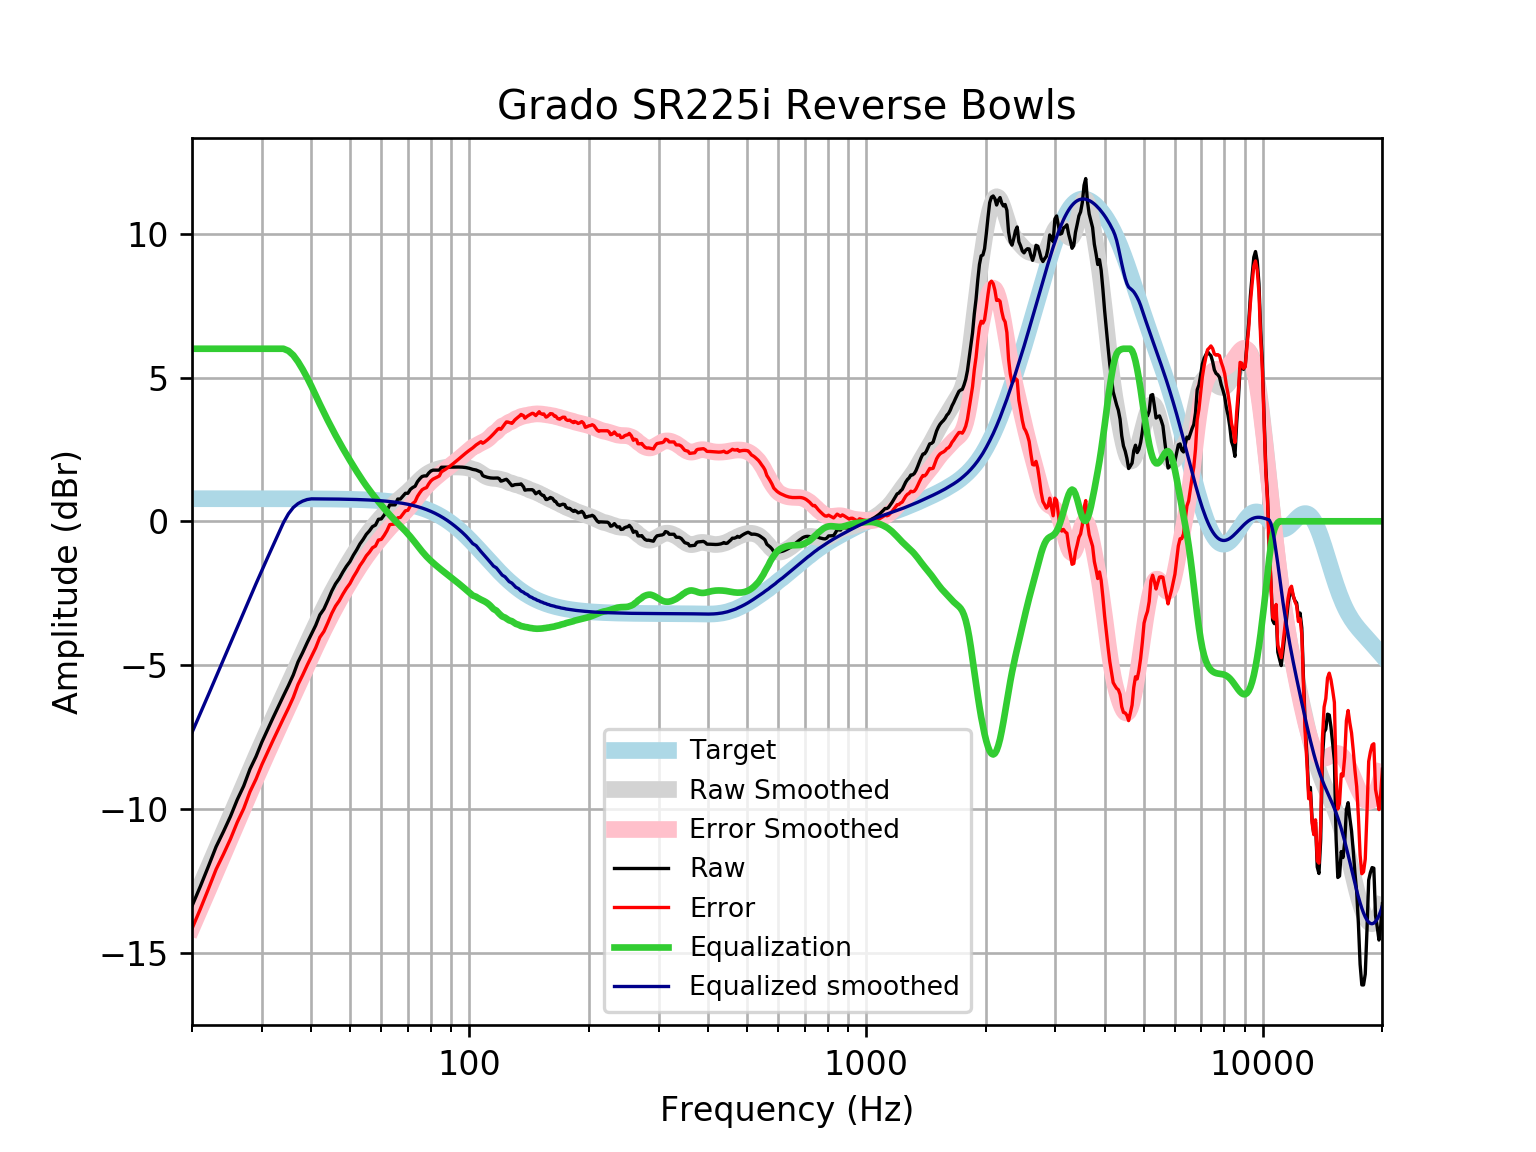 Grado SR225i Reverse Bowls
Amplitude (dBr)
10
5
0
−5
−10
−15
Target
Raw Smoothed
Error Smoothed
Raw
Error
Equalization
Equalized smoothed
100 1000 10000
Frequency (Hz)